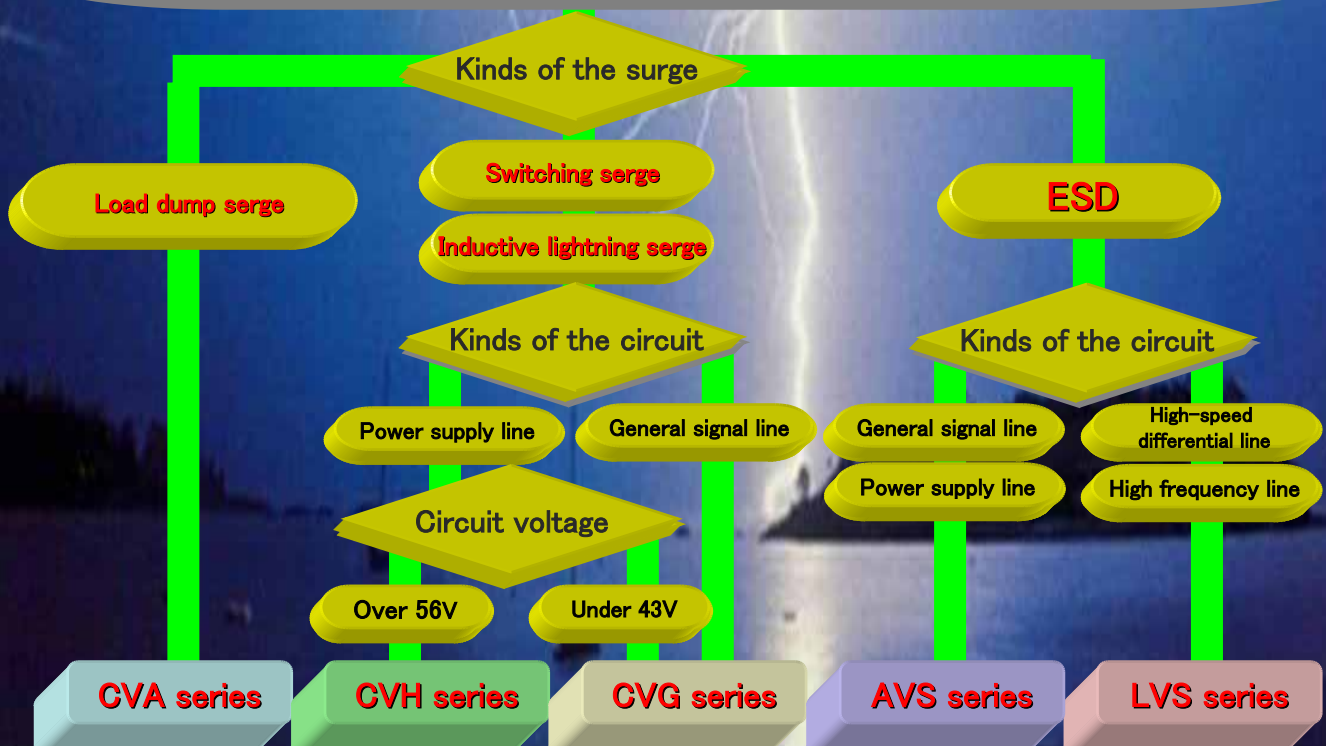 Kinds of the surge
Load dump serge
Switching serge
Inductive lightning serge
ESD
Kinds of the circuit
Kinds of the circuit
Power supply line
General signal line
General signal line
Power supply line
High-speed
differential line
High frequency line
Circuit voltage
Over 56V
Under 43V
CVA series
CVH series
CVG series
AVS series
LVS series